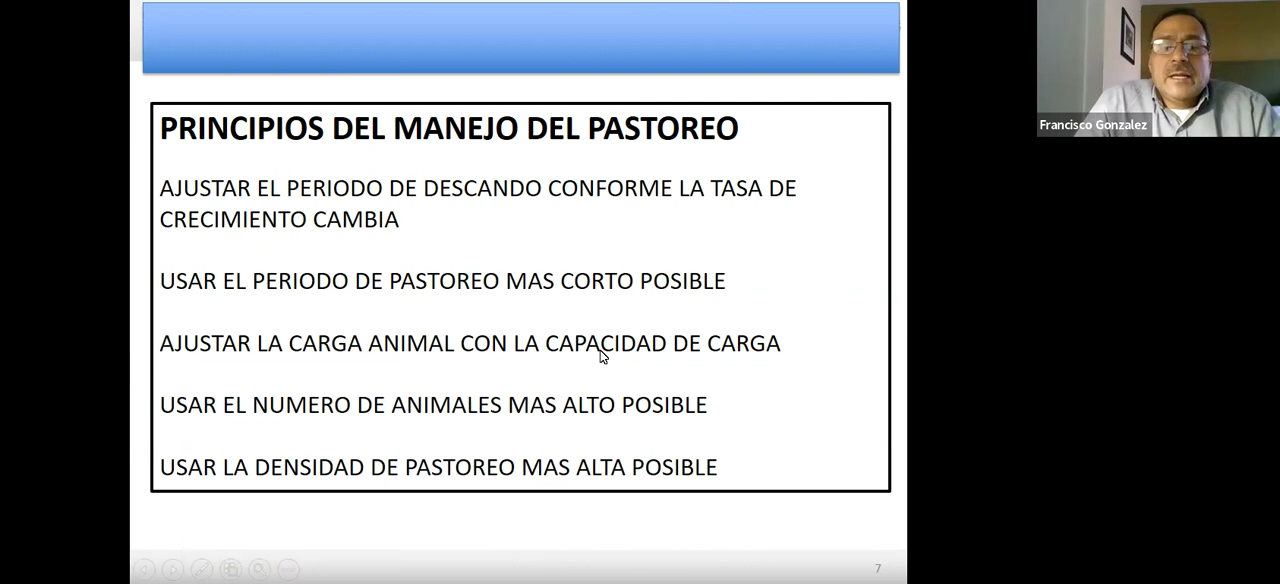 PRINCIPIOS DEL MANEJO DEL PASTOREO
AJUSTAR EL PERIODO DE DESCANDO CONFORME LA TASA DE
CRECIMIENTO CAMBIA
USAR EL PERIODO DE PASTOREO MAS CORTO POSIBLE
AJUSTAR LA CARGA ANIMAL CON LA CAPACIDAD DE CARGA
USAR EL NUMERO DE ANIMALES MAS ALTO POSIBLE
USAR LA DENSIDAD DE PASTOREO MAS ALTA POSIBLE
7
Francisco Gonzalez